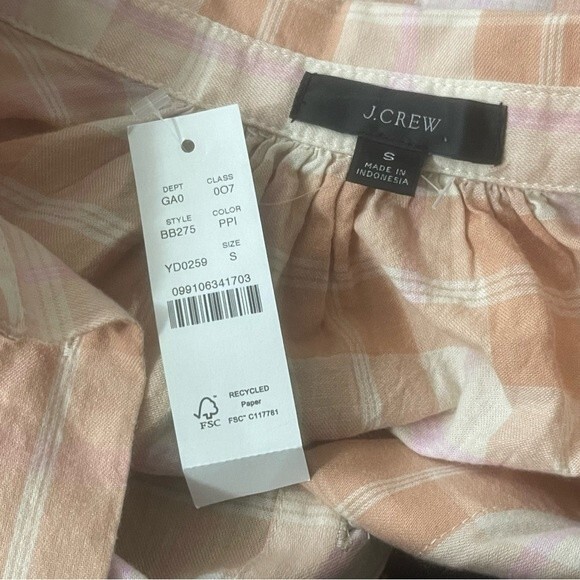 J.CREW
S
MADE IN
INDONESIA
DEPT CLASS
GA0 007
STYLE COLOR
BB275 PPI
SIZE
YD0259 S
099106341703
FSC
RECYCLED
Paper
FSC™ C117781